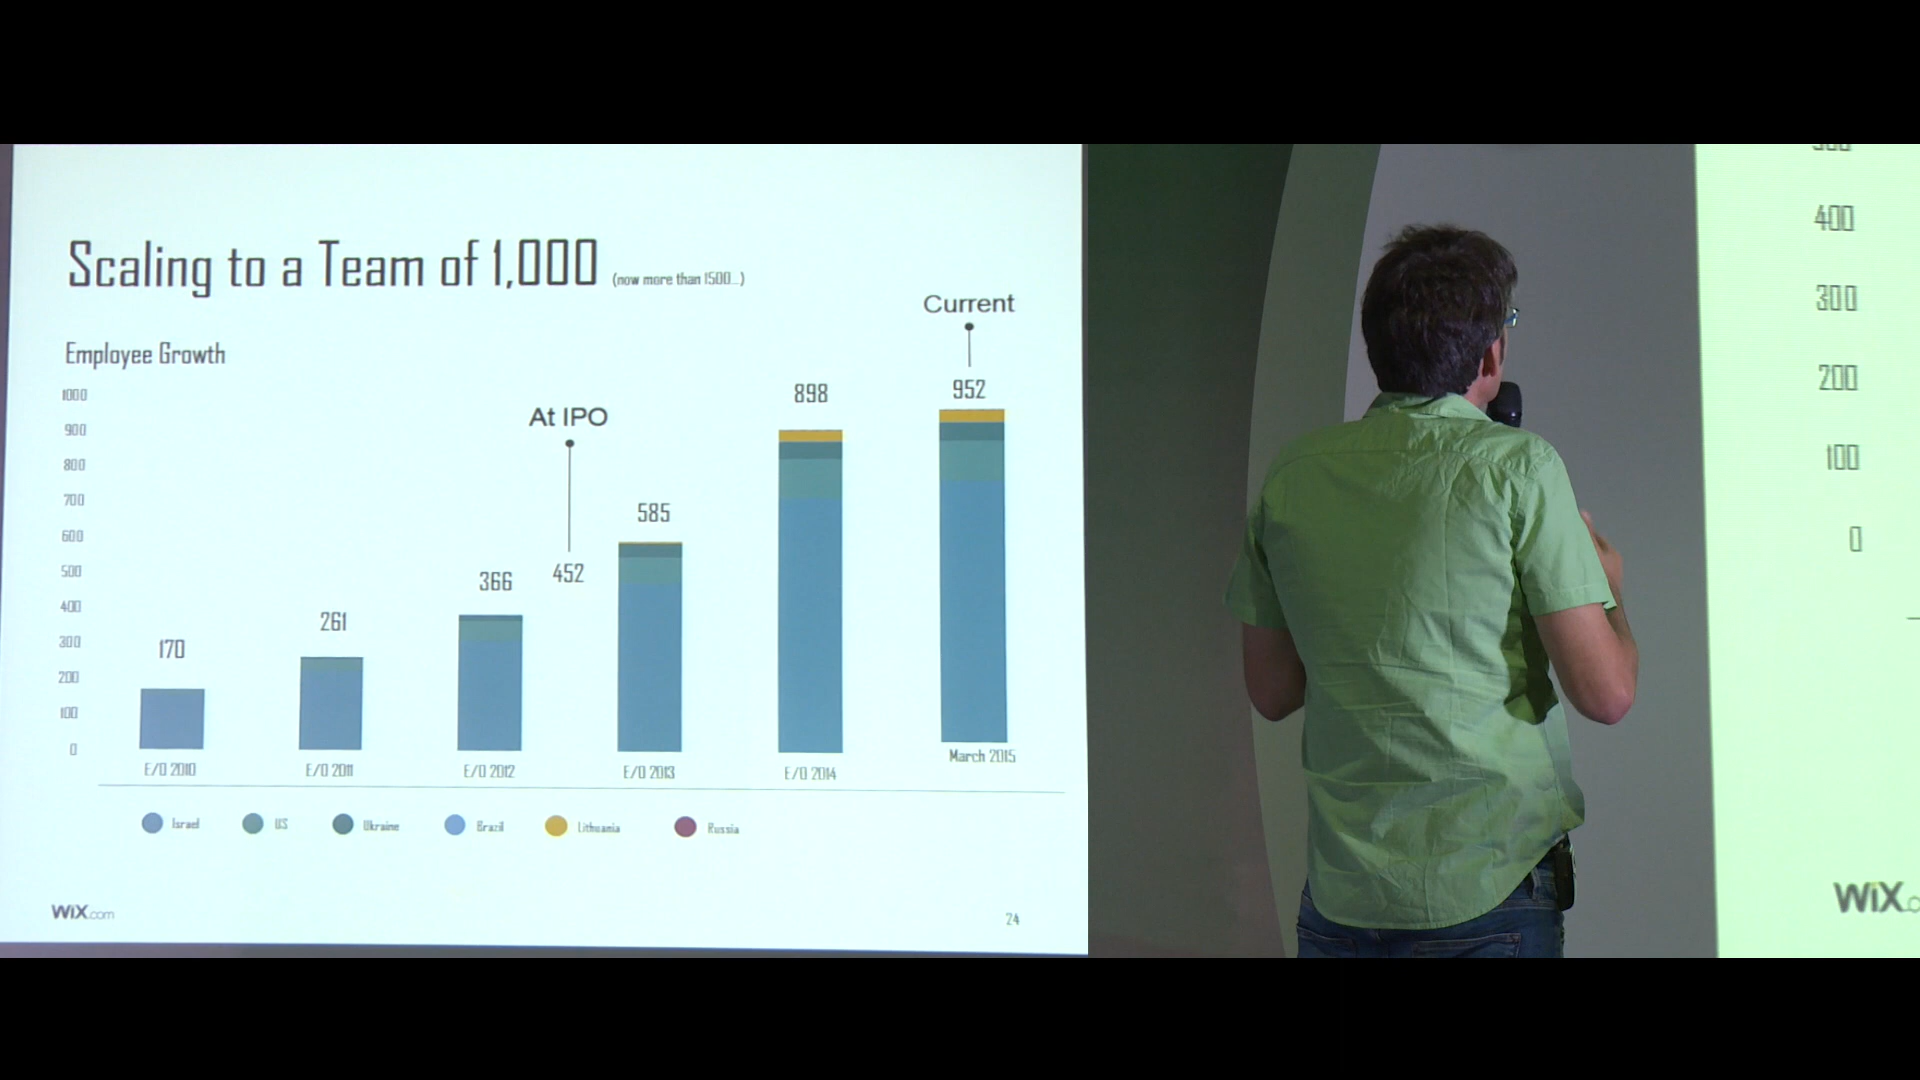 Scaling to a Team of 1,000 (now more than 1500...)
Current
Employee Growth
1000
900
800
700
600
500
400
300
200
100
0
At IPO
170
261
366
452
585
898
952
E/O 2010
E/O 2011
E/O 2012
E/O 2013
E/O 2014
March 2015
Israel
US
Ukraine
Brazil
Lithuania
Russia
WiX.com
24
400
300
200
100
0
WiX.c